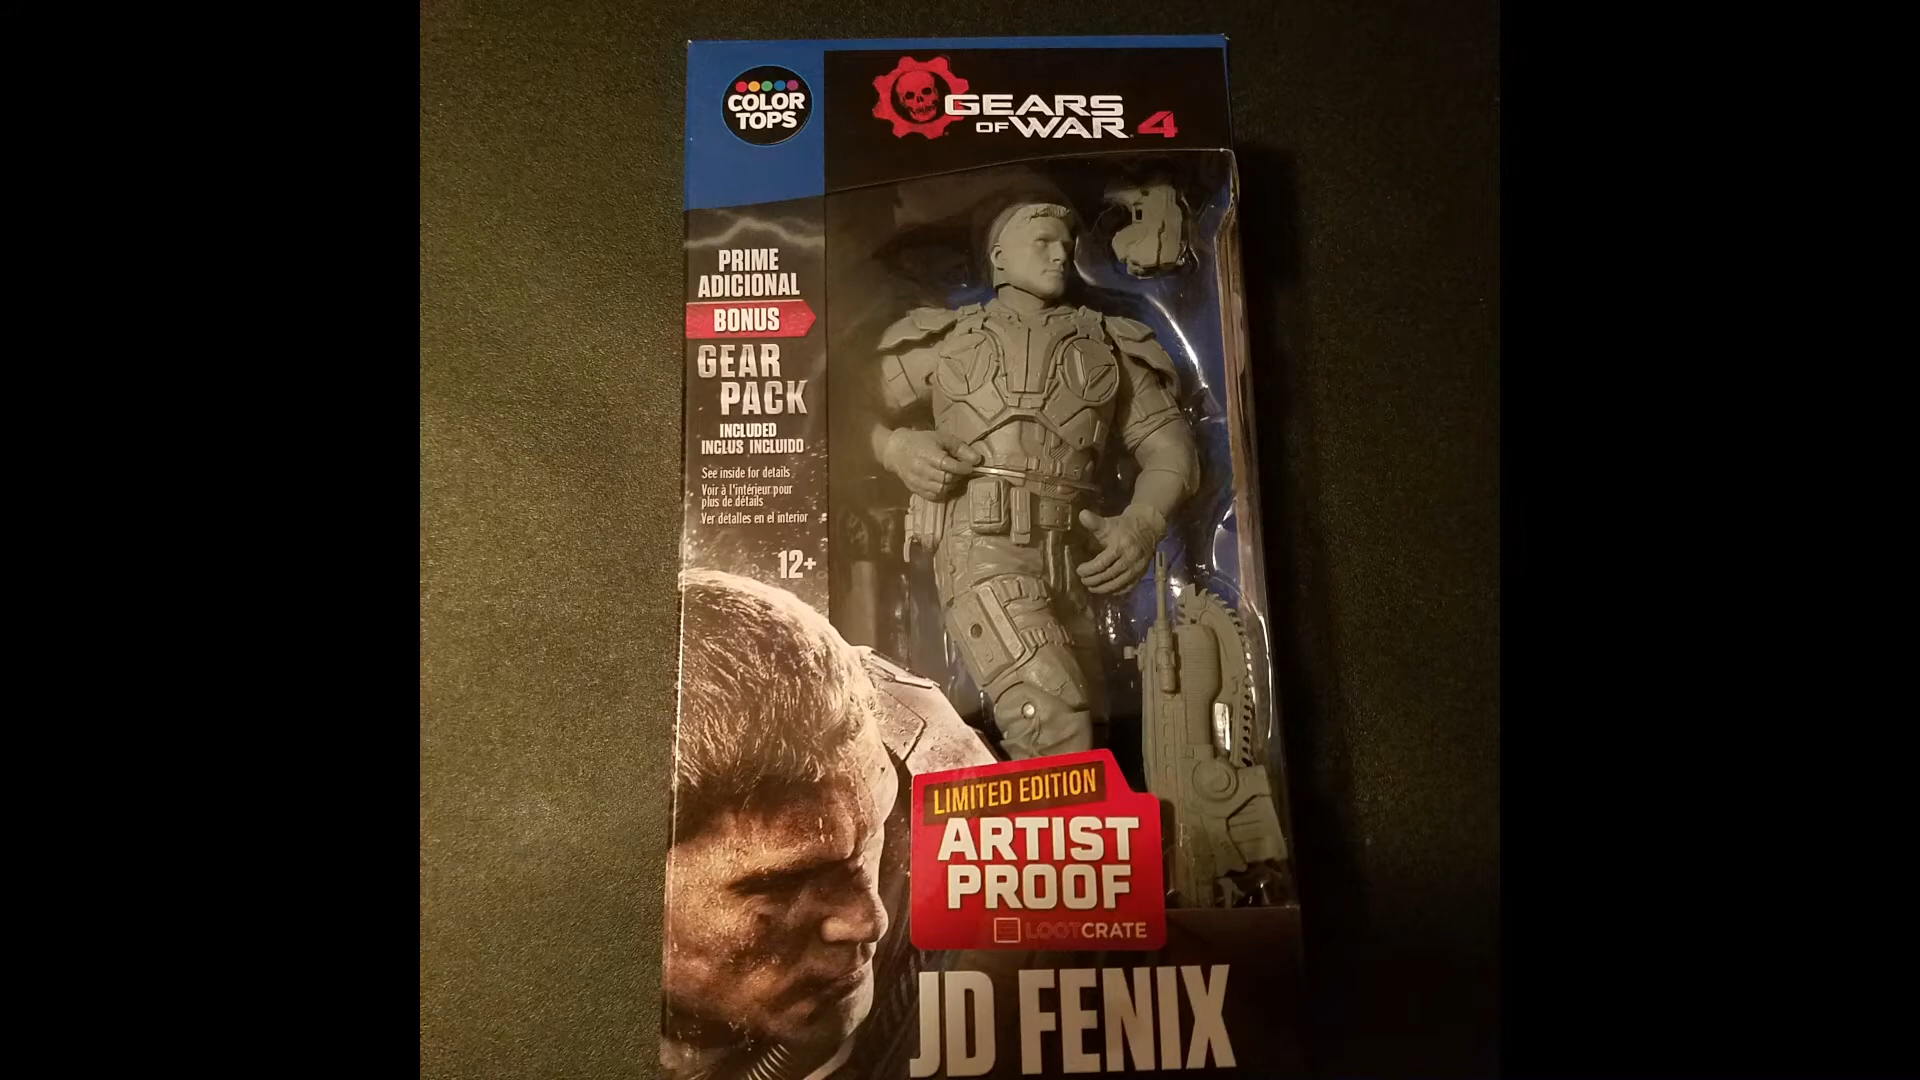 COLOR
TOPS
GEARS
OF WAR 4
PRIME
ADICIONAL
BONUS
GEAR
PACK
INCLUDED
INCLUS INCLUIDO
See inside for details
Voir à l'intérieur pour
plus de détails
Ver detalles en el interior
12+
LIMITED EDITION
ARTIST
PROOF
LOOTCRATE
JD FENIX